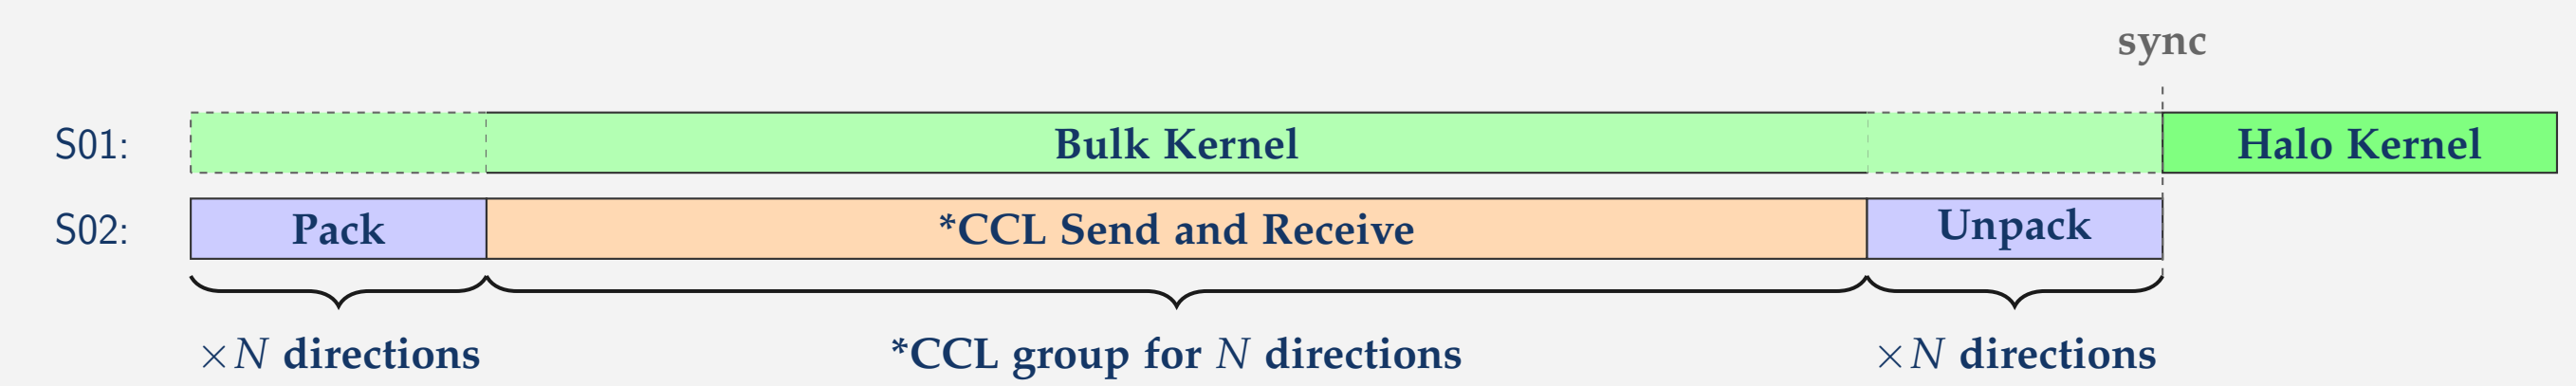 sync
S01:
Bulk Kernel
Halo Kernel
S02:
Pack
*CCL Send and Receive
Unpack
×N directions
*CCL group for N directions
×N directions